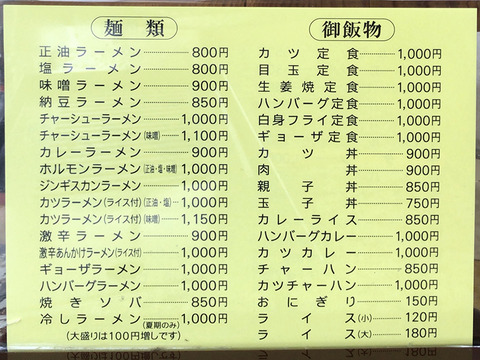 麺類
正油ラーメン 800円
塩ラーメン 800円
味噌ラーメン 900円
納豆ラーメン 850円
チャーシューラーメン 1,000円
チャーシューラーメン(味噌) 1,100円
カレーラーメン 900円
ホルモンラーメン(正油・塩・味噌) 1,000円
ジンギスカンラーメン 1,000円
カツラーメン(ライス付)(正油・塩) 1,000円
カツラーメン(ライス付)(味噌) 1,150円
激辛ラーメン 900円
激辛あんかけラーメン(ライス付) 1,000円
ギョーザラーメン 1,000円
ハンバーグラーメン 1,000円
焼きソバ 850円
冷しラーメン(夏期のみ) 1,000円
(大盛りは100円増しです)
御飯物
カツ定食 1,000円
目玉定食 1,000円
生姜焼定食 1,000円
ハンバーグ定食 1,000円
白身フライ定食 1,000円
ギョーザ定食 1,000円
カツ丼 900円
肉丼 900円
親子丼 850円
玉子丼 750円
カレーライス 850円
ハンバーグカレー 1,000円
カツカレー 1,000円
チャーハン 850円
カツチャーハン 1,000円
おにぎり 150円
ライス(小) 120円
ライス(大) 180円